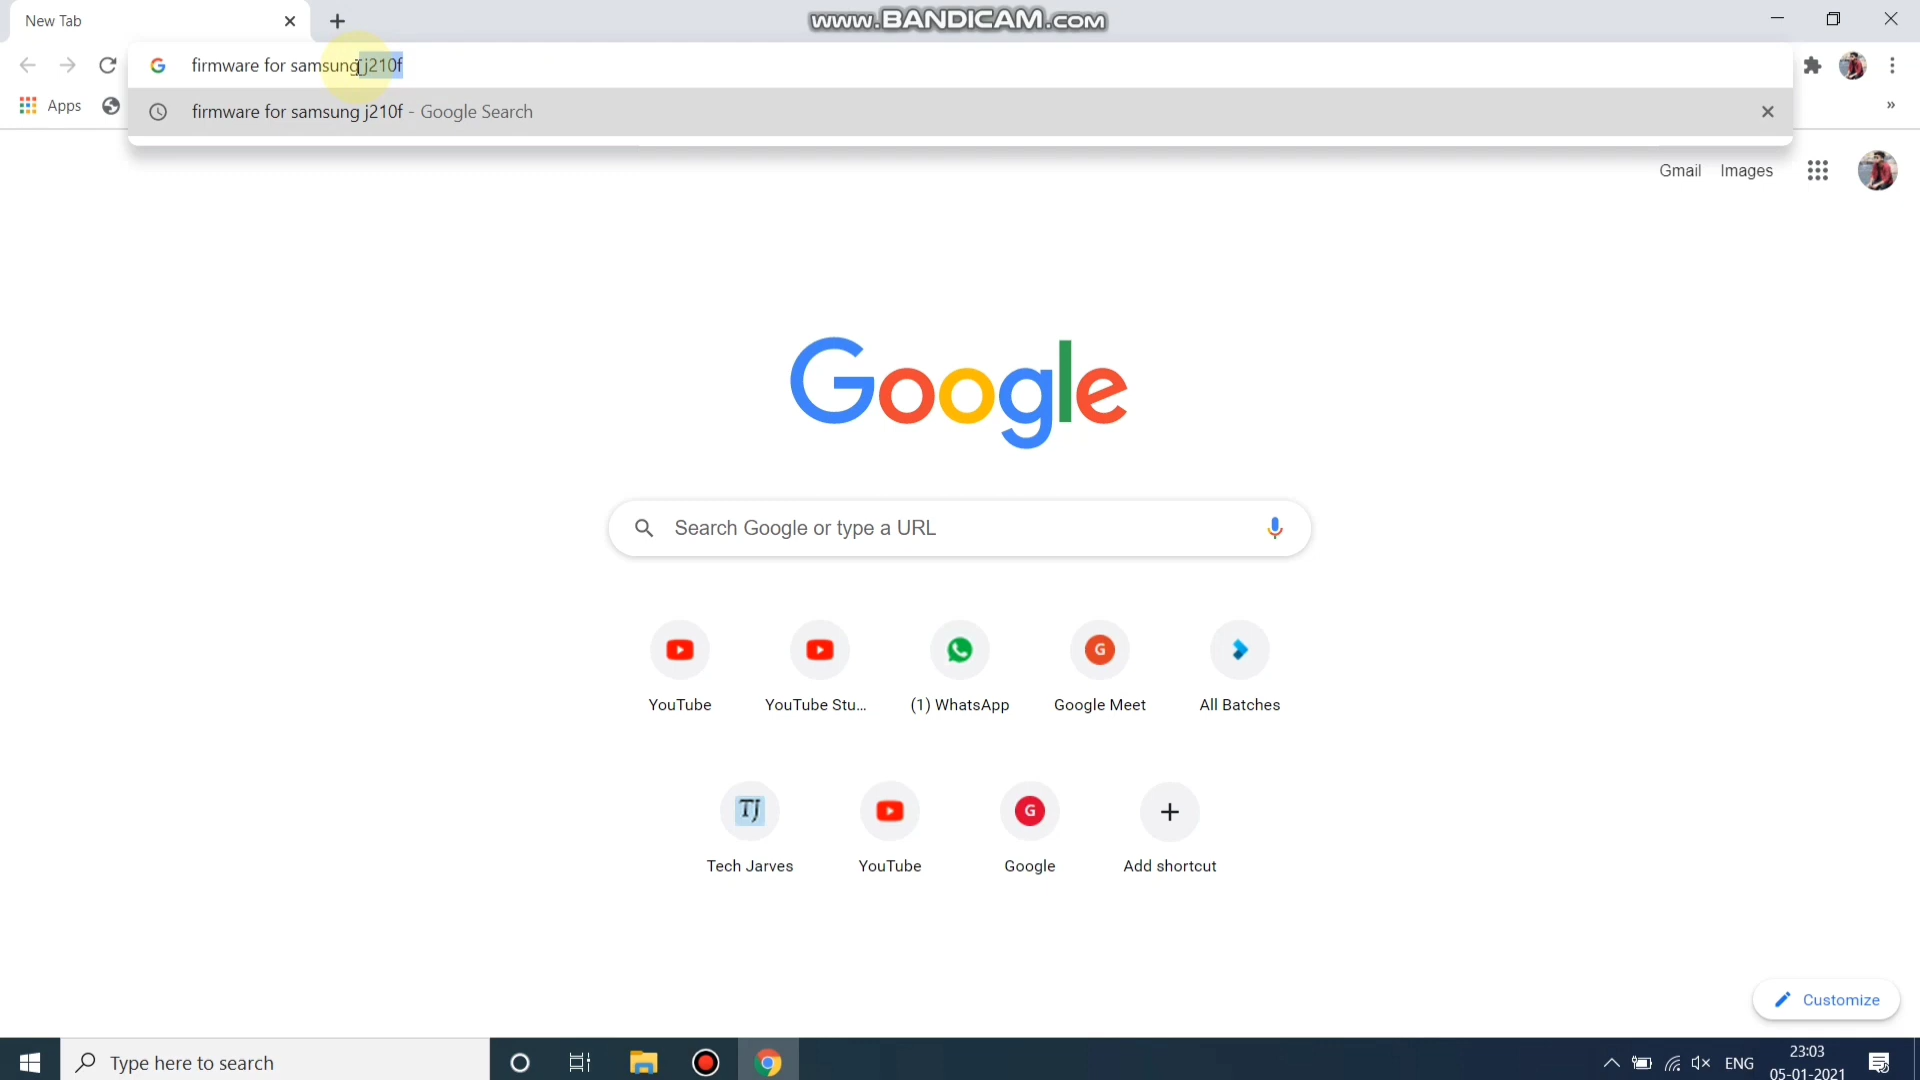 New Tab
www.BANDICAM.com
firmware for samsung j210f
Apps
»
firmware for samsung j210f - Google Search
Gmail
Images
Google
Search Google or type a URL
G
YouTube
YouTube Stu...
(1) WhatsApp
Google Meet
All Batches
TJ
G
Tech Jarves
YouTube
Google
Add shortcut
Customize
Type here to search
ENG
23:03
05-01-2021